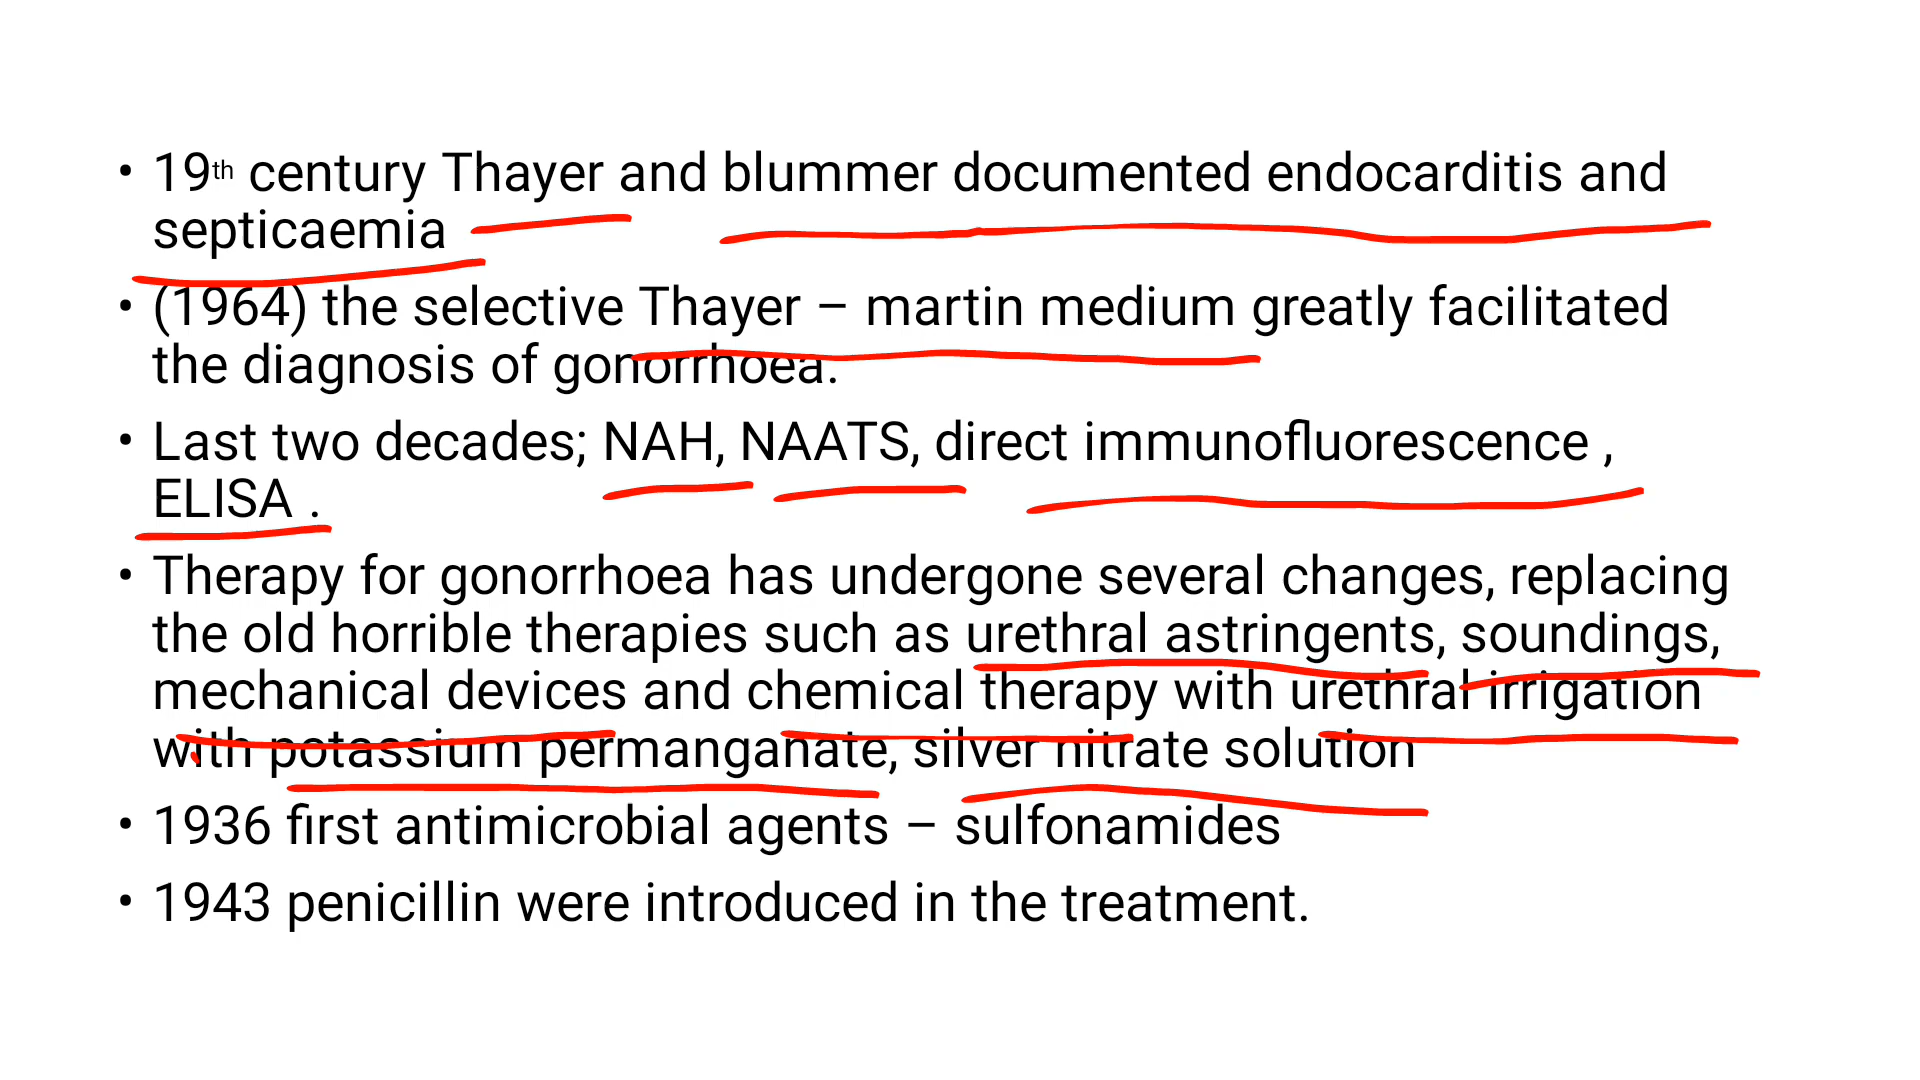 • 19th century Thayer and blummer documented endocarditis and
septicaemia
• (1964) the selective Thayer – martin medium greatly facilitated
the diagnosis of gonorrhoea.
• Last two decades; NAH, NAATS, direct immunofluorescence ,
ELISA .
• Therapy for gonorrhoea has undergone several changes, replacing
the old horrible therapies such as urethral astringents, soundings,
mechanical devices and chemical therapy with urethral irrigation
with potassium permanganate, silver nitrate solution
• 1936 first antimicrobial agents – sulfonamides
• 1943 penicillin were introduced in the treatment.